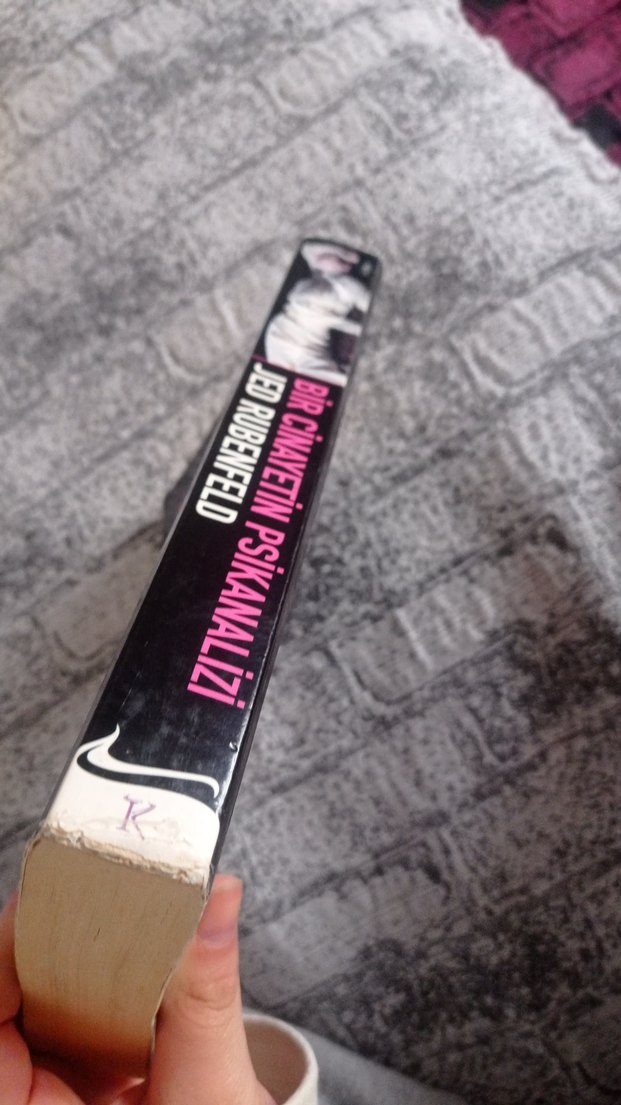 BİR CİNAYETİN PSİKANALİZİ
JED RUBENFELD
K